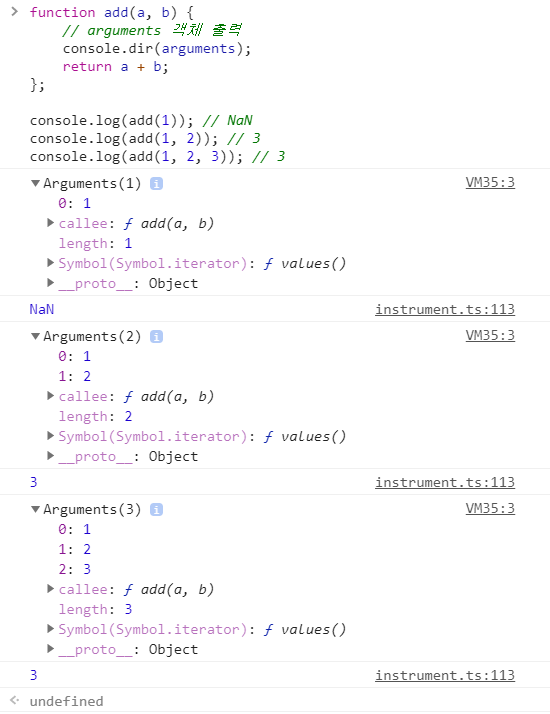 > function add(a, b) {
// arguments 객체 출력
console.dir(arguments);
return a + b;
};
console.log(add(1)); // NaN
console.log(add(1, 2)); // 3
console.log(add(1, 2, 3)); // 3
▼Arguments(1) i VM35:3
0: 1
▶callee: ƒ add(a, b)
length: 1
▶Symbol(Symbol.iterator): ƒ values()
▶__proto__: Object
NaN instrument.ts:113
▼Arguments(2) i VM35:3
0: 1
1: 2
▶callee: ƒ add(a, b)
length: 2
▶Symbol(Symbol.iterator): ƒ values()
▶__proto__: Object
3 instrument.ts:113
▼Arguments(3) i VM35:3
0: 1
1: 2
2: 3
▶callee: ƒ add(a, b)
length: 3
▶Symbol(Symbol.iterator): ƒ values()
▶__proto__: Object
3 instrument.ts:113
undefined